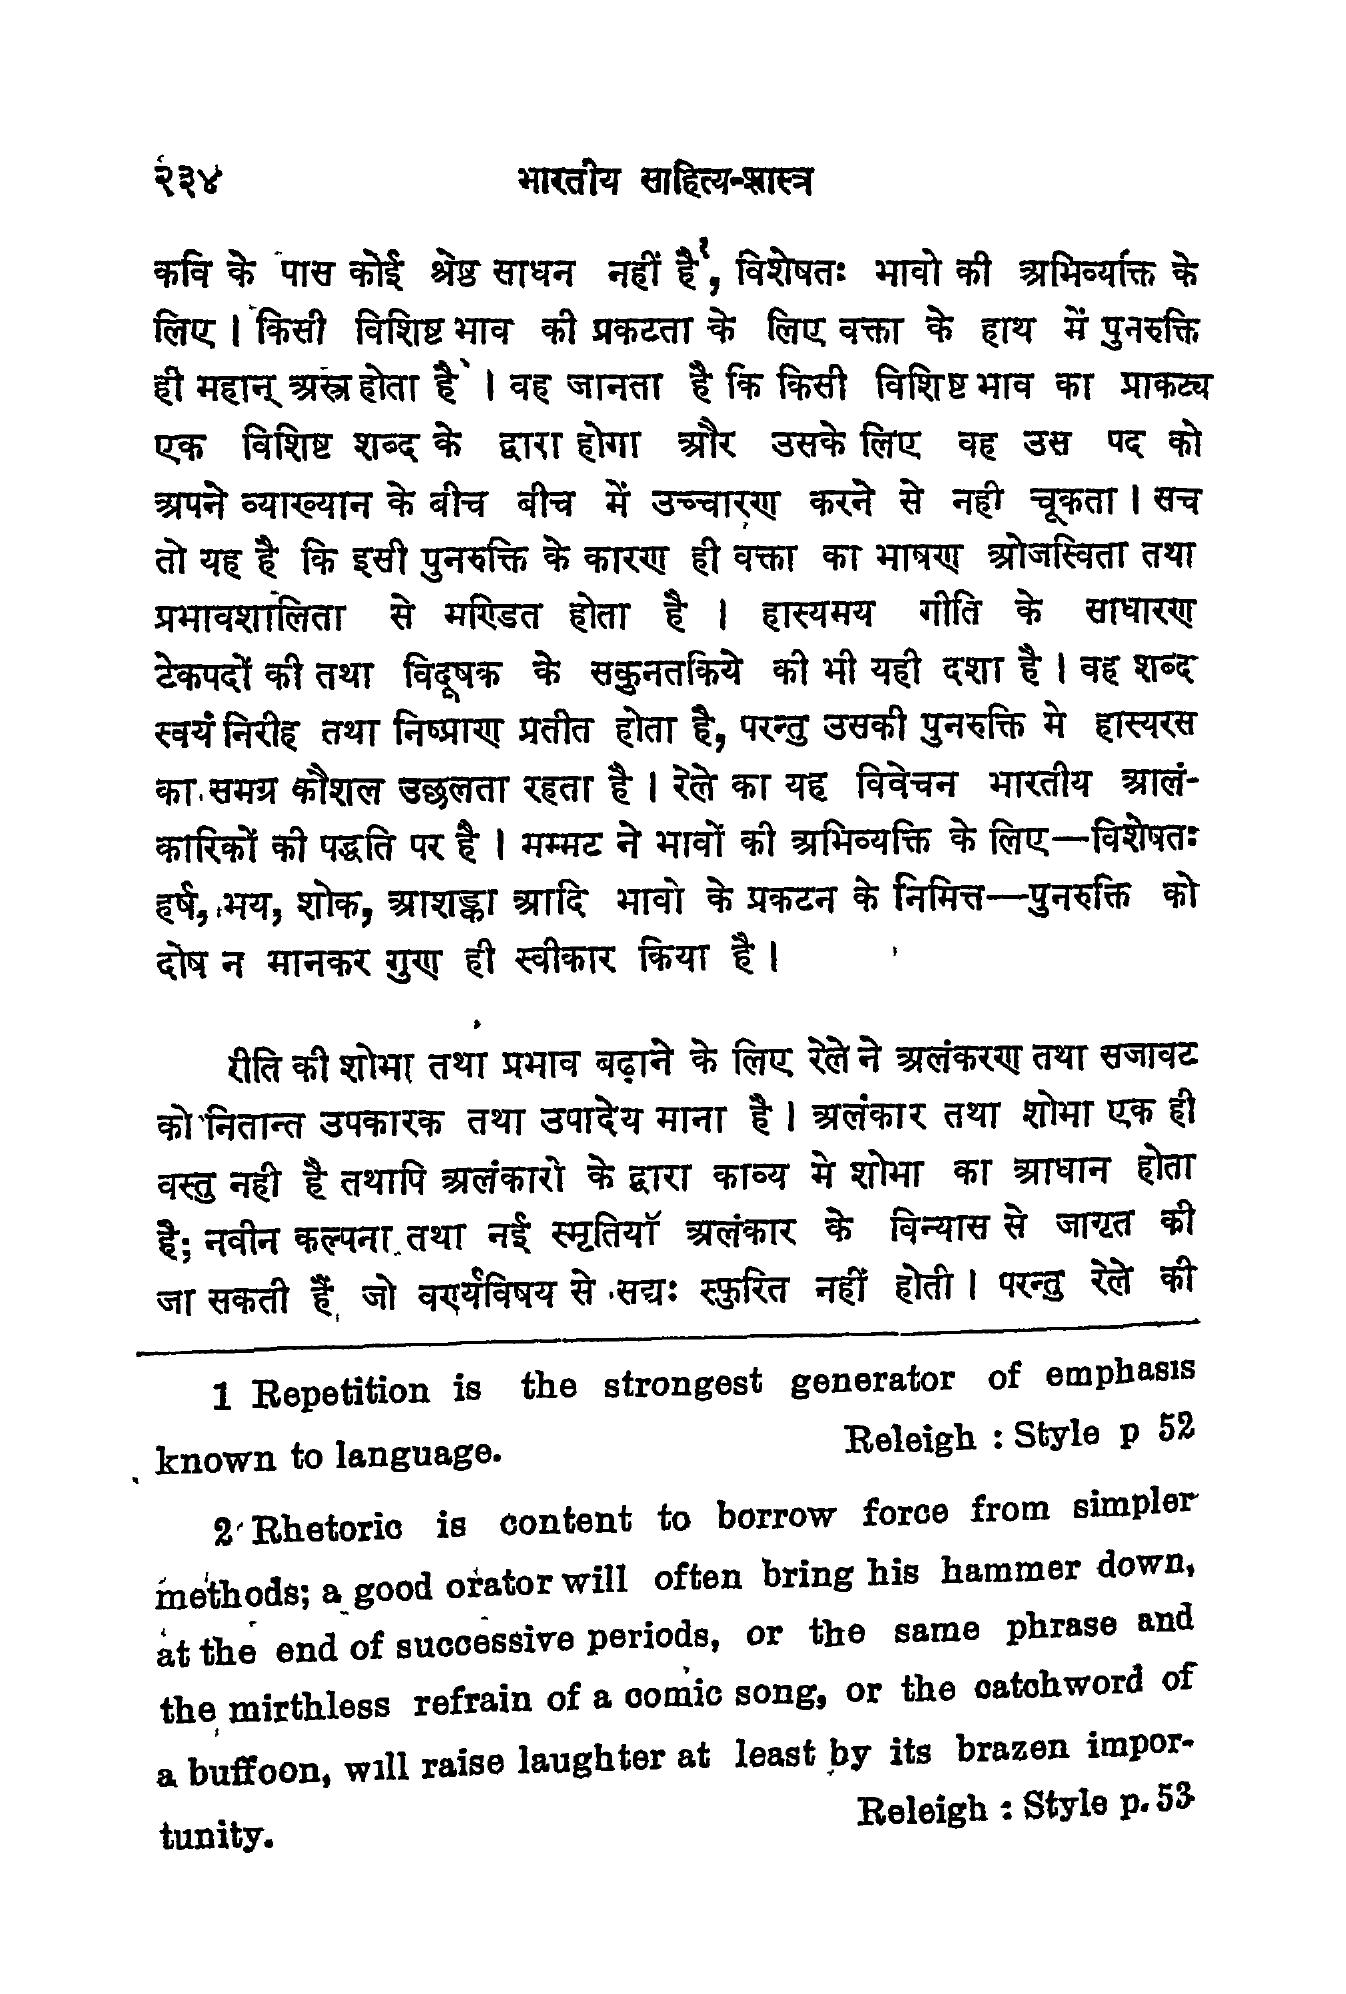 २३४ भारतीय साहित्य-शास्त्र
कवि के पास कोई श्रेष्ठ साधन नहीं है¹, विशेषतः भावो की अभिव्यक्ति के
लिए। किसी विशिष्ट भाव की प्रकटता के लिए वक्ता के हाथ में पुनरुक्ति
ही महान् अस्त्र होता है । वह जानता है कि किसी विशिष्ट भाव का प्राकट्य
एक विशिष्ट शब्द के द्वारा होगा और उसके लिए वह उस पद को
अपने व्याख्यान के बीच बीच में उच्चारण करने से नही चूकता । सच
तो यह है कि इसी पुनरुक्ति के कारण ही वक्ता का भाषण ओजस्विता तथा
प्रभावशालिता से मण्डित होता है । हास्यमय गीति के साधारण
टेकपदों की तथा विदूषक के सकुनतकिये की भी यही दशा है । वह शब्द
स्वयं निरीह तथा निष्प्राण प्रतीत होता है, परन्तु उसकी पुनरुक्ति मे हास्यरस
का समग्र कौशल उछलता रहता है । रेले का यह विवेचन भारतीय आलं-
कारिकों की पद्धति पर है । मम्मट ने भावों की अभिव्यक्ति के लिए—विशेषतः
हर्ष, भय, शोक, आशङ्का आदि भावो के प्रकटन के निमित्त—पुनरुक्ति को
दोष न मानकर गुण ही स्वीकार किया है ।
रीति की शोभा तथा प्रभाव बढ़ाने के लिए रेले ने अलंकरण तथा सजावट
को नितान्त उपकारक तथा उपादेय माना है । अलंकार तथा शोभा एक ही
वस्तु नही है तथापि अलंकारो के द्वारा काव्य मे शोभा का आधान होता
है; नवीन कल्पना तथा नई स्मृतियॉ अलंकार के विन्यास से जागृत की
जा सकती हैं जो वर्ण्यविषय से सद्यः स्फुरित नहीं होती । परन्तु रेले की
1 Repetition is the strongest generator of emphasis
known to language. Releigh : Style p 52
2 Rhetoric is content to borrow force from simpler
methods; a good orator will often bring his hammer down,
at the end of successive periods, or the same phrase and
the mirthless refrain of a comic song, or the catchword of
a buffoon, will raise laughter at least by its brazen impor-
tunity. Releigh : Style p. 53